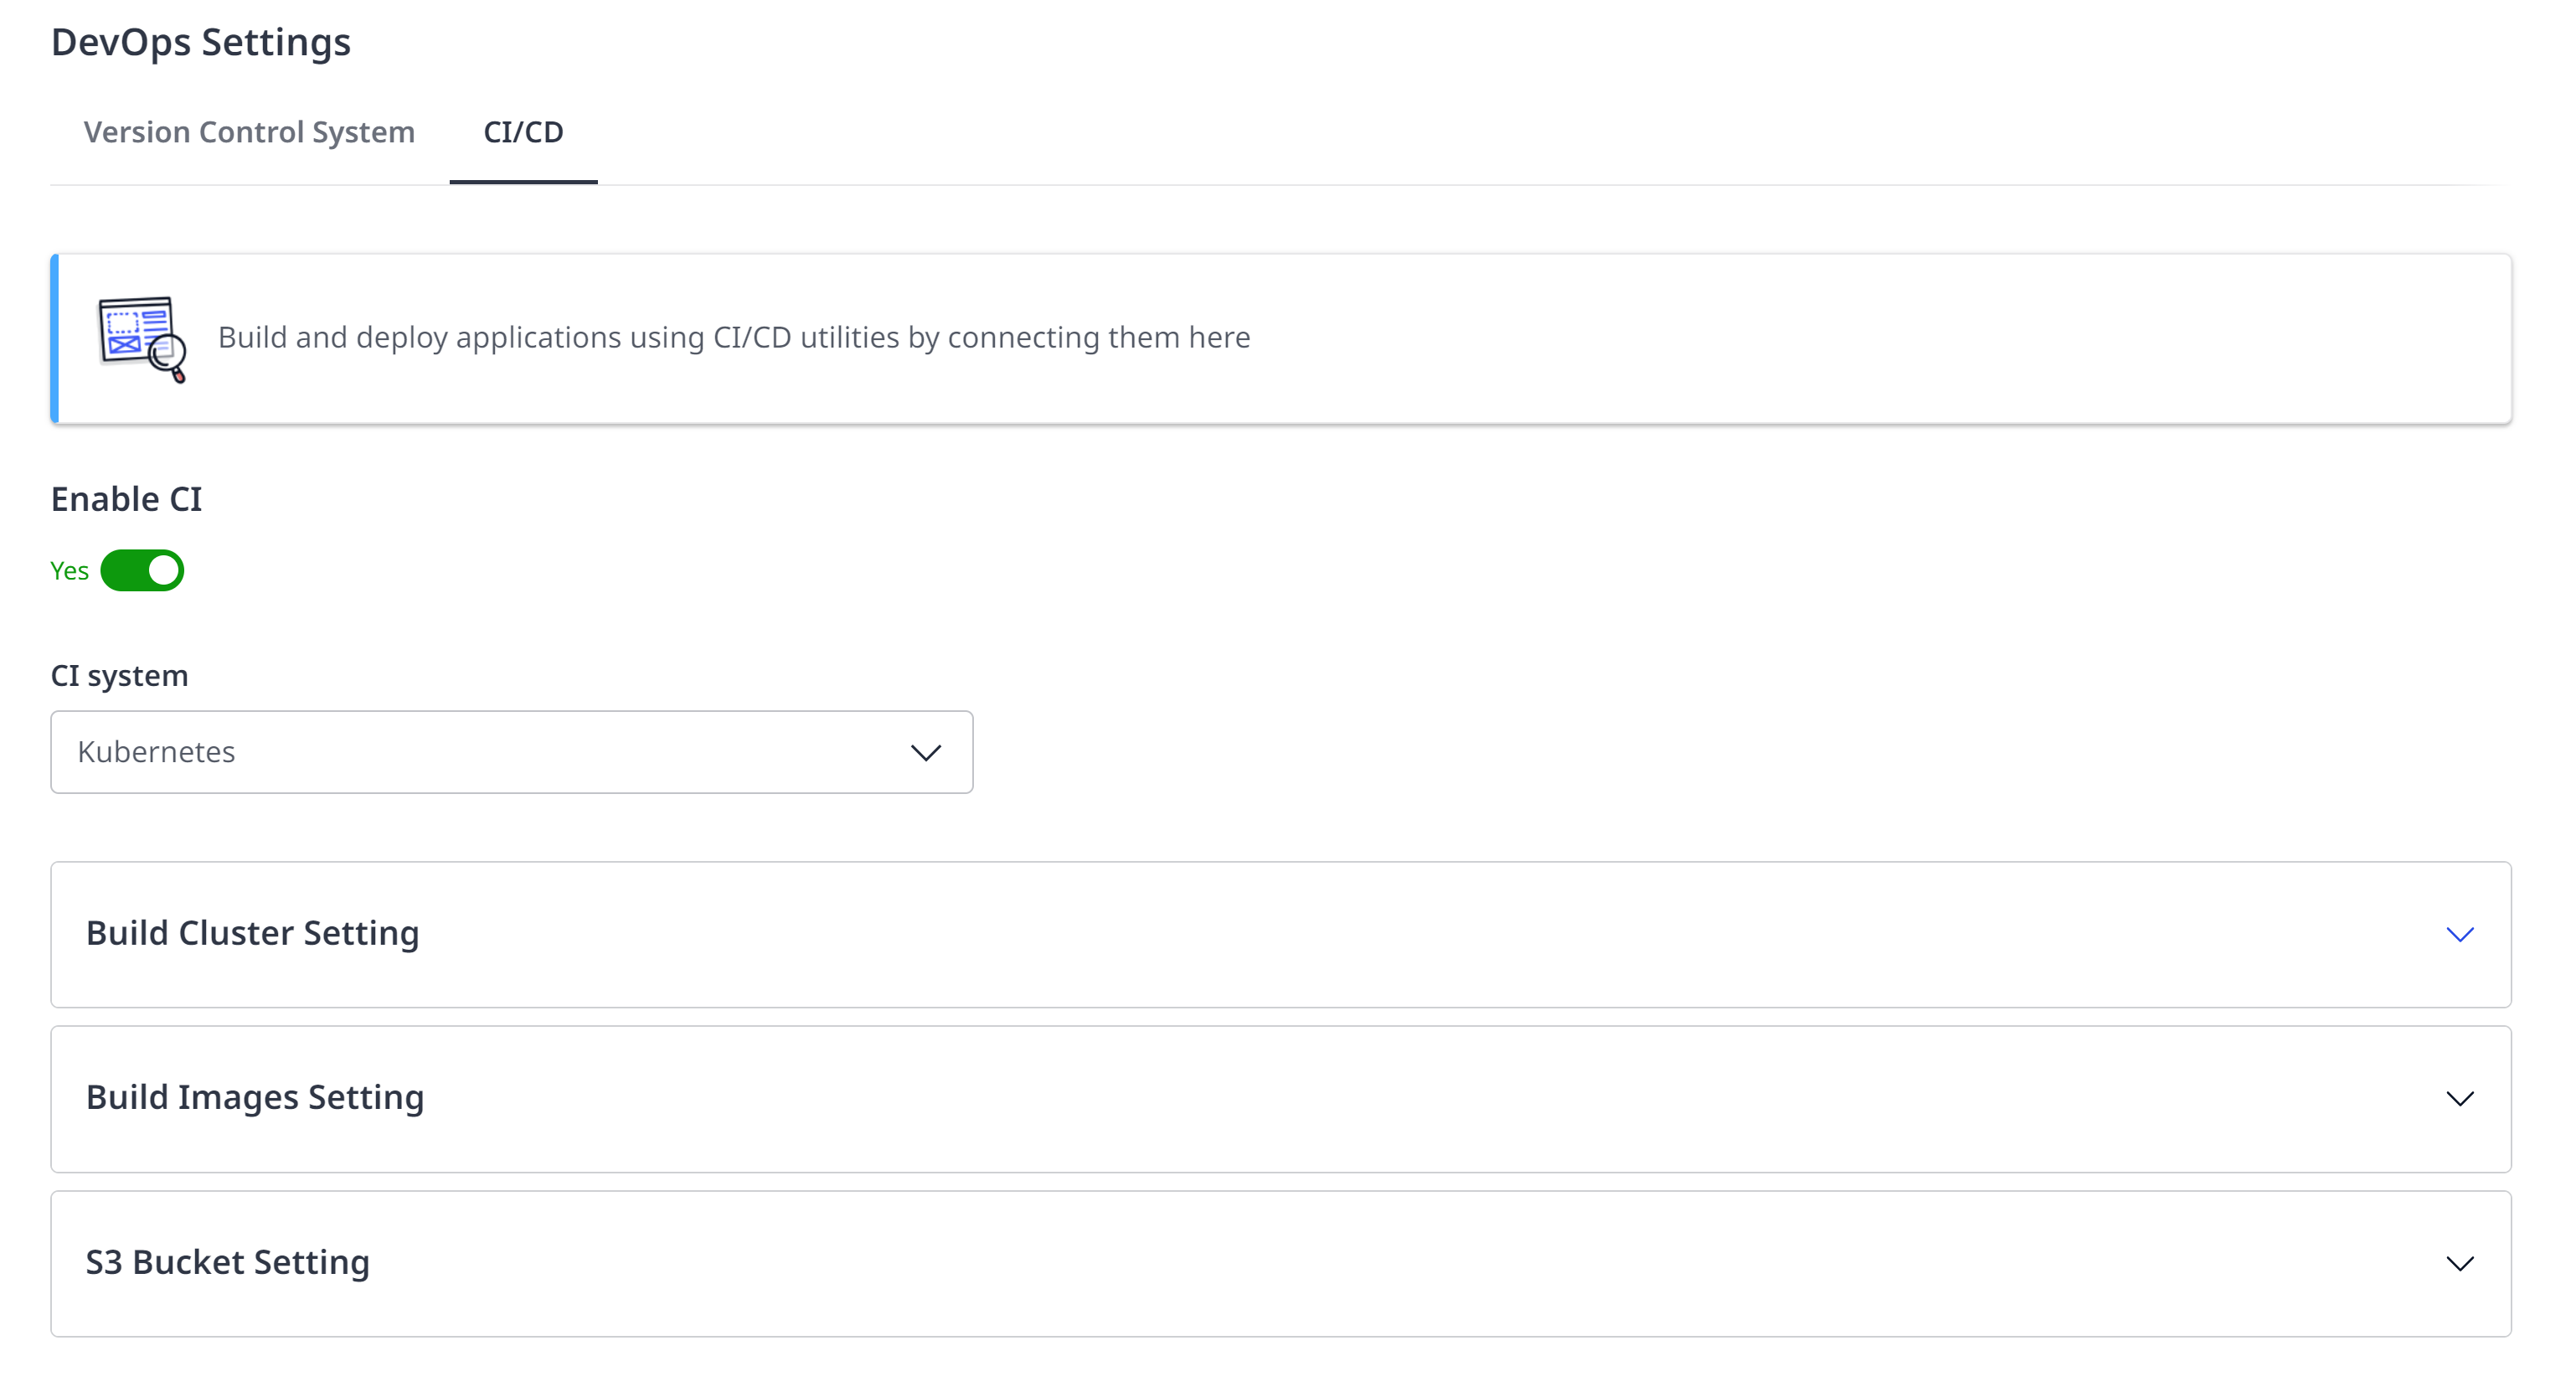 DevOps Settings
Version Control System
CI/CD
Build and deploy applications using CI/CD utilities by connecting them here
Enable CI
Yes
CI system
Kubernetes
Build Cluster Setting
Build Images Setting
S3 Bucket Setting